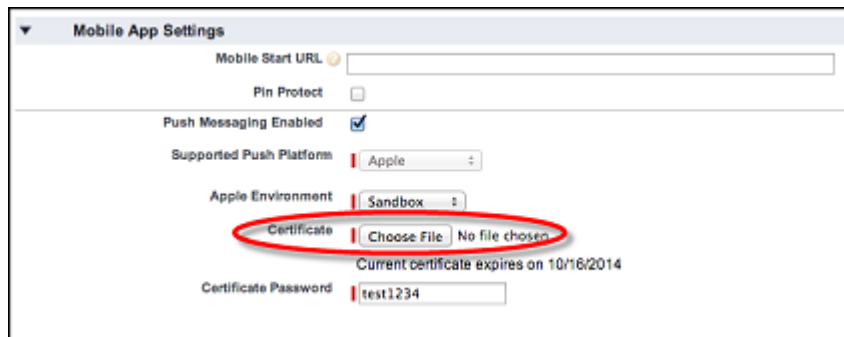 Mobile App Settings
Mobile Start URL
Pin Protect
Push Messaging Enabled
Supported Push Platform Apple
Apple Environment Sandbox
Certificate Choose File No file chosen
Current certificate expires on 10/16/2014
Certificate Password test1234